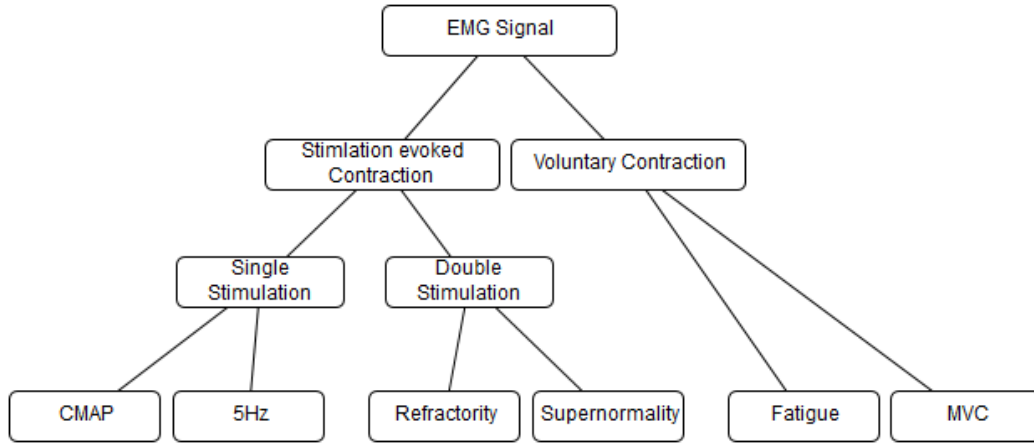 EMG Signal
Stimlation evoked
Contraction
Voluntary Contraction
Single
Stimulation
Double
Stimulation
CMAP
5Hz
Refractority
Supernormality
Fatigue
MVC